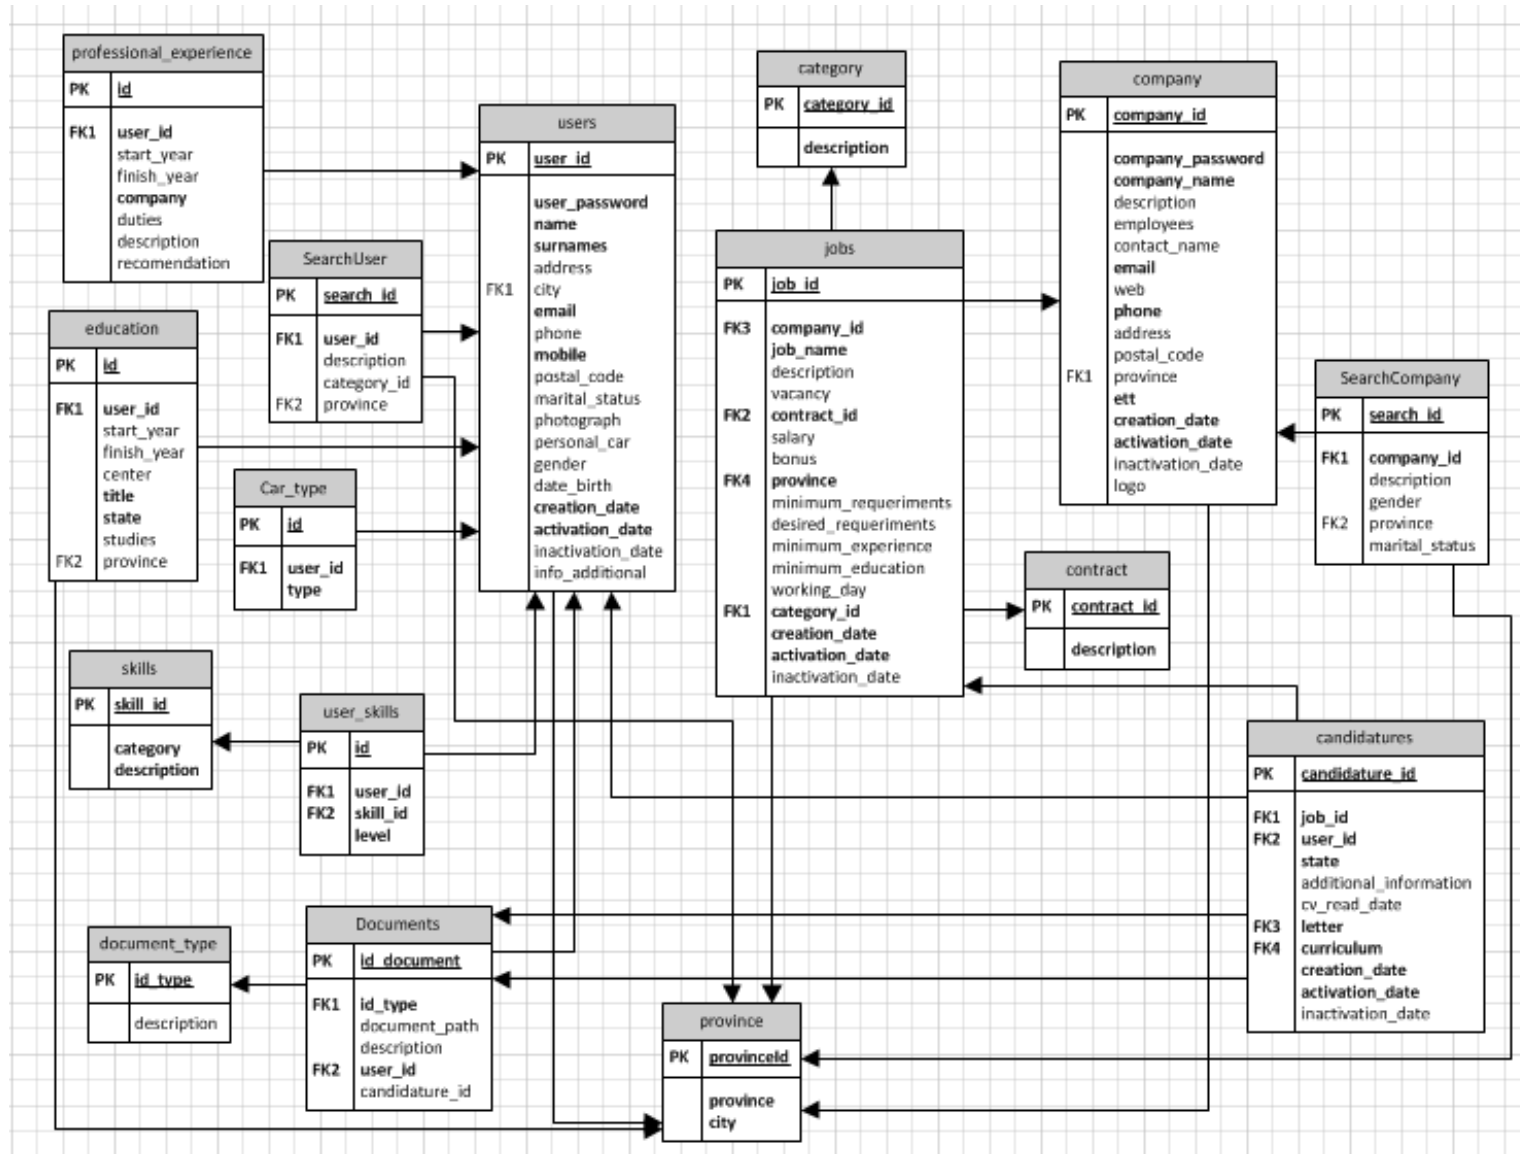 professional_experience
PK id
FK1 user_id
start_year
finish_year
company
duties
description
recomendation
SearchUser
PK search_id
FK1 user_id
description
category_id
FK2 province
education
PK id
FK1 user_id
start_year
finish_year
center
title
state
studies
FK2 province
Car_type
PK id
FK1 user_id
type
users
PK user_id
user_password
name
surnames
address
FK1 city
email
phone
mobile
postal_code
marital_status
photograph
personal_car
gender
date_birth
creation_date
activation_date
inactivation_date
info_additional
category
PK category_id
description
jobs
PK job_id
FK3 company_id
job_name
description
vacancy
FK2 contract_id
salary
bonus
FK4 province
minimum_requeriments
desired_requeriments
minimum_experience
minimum_education
working_day
FK1 category_id
creation_date
activation_date
inactivation_date
company
PK company_id
company_password
company_name
description
employees
contact_name
email
web
phone
address
postal_code
FK1 province
ett
creation_date
activation_date
inactivation_date
logo
SearchCompany
PK search_id
FK1 company_id
description
gender
FK2 province
marital_status
contract
PK contract_id
description
skills
PK skill_id
category
description
user_skills
PK id
FK1 user_id
FK2 skill_id
level
candidatures
PK candidature_id
FK1 job_id
FK2 user_id
state
additional_information
cv_read_date
FK3 letter
FK4 curriculum
creation_date
activation_date
inactivation_date
document_type
PK id_type
description
Documents
PK id_document
FK1 id_type
document_path
description
FK2 user_id
candidature_id
province
PK provinceId
province
city